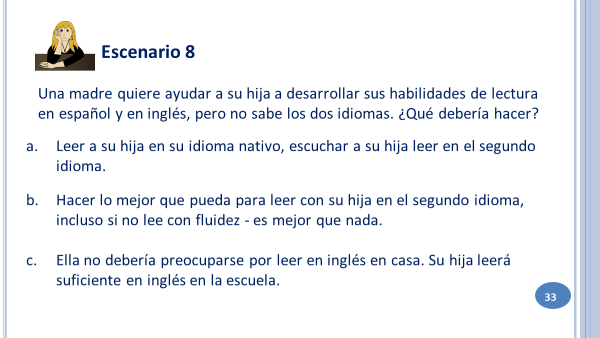 Escenario 8
Una madre quiere ayudar a su hija a desarrollar sus habilidades de lectura
en español y en inglés, pero no sabe los dos idiomas. ¿Qué debería hacer?
a. Leer a su hija en su idioma nativo, escuchar a su hija leer en el segundo
idioma.
b. Hacer lo mejor que pueda para leer con su hija en el segundo idioma,
incluso si no lee con fluidez - es mejor que nada.
c. Ella no debería preocuparse por leer en inglés en casa. Su hija leerá
suficiente en inglés en la escuela.
33